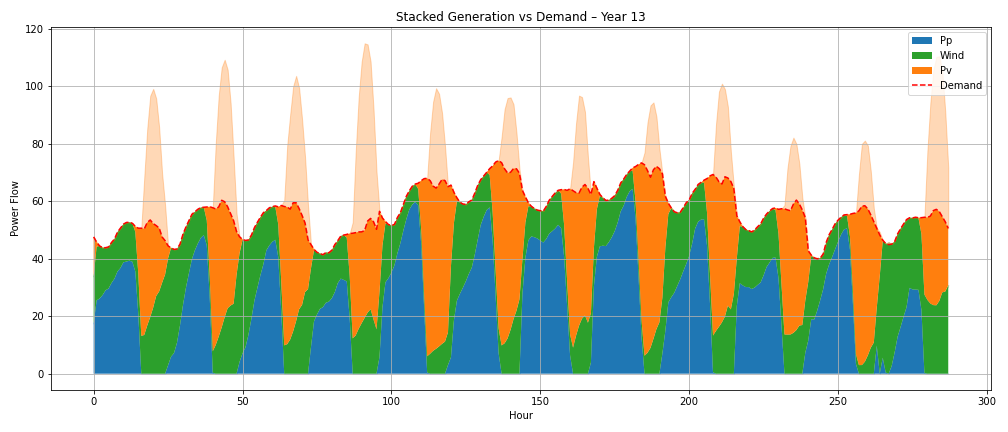 Stacked Generation vs Demand – Year 13
Power Flow
120
100
80
60
40
20
0
Pp
Wind
Pv
Demand
0
50
100
150
200
250
300
Hour